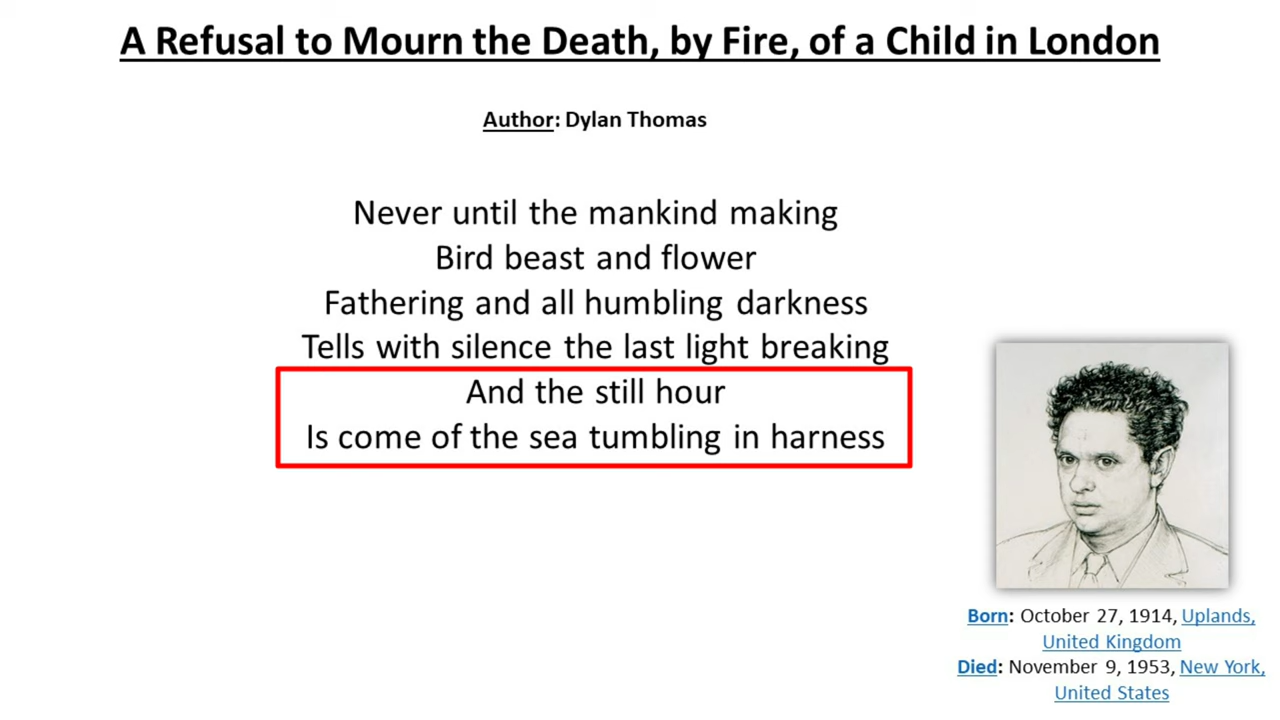 A Refusal to Mourn the Death, by Fire, of a Child in London
Author: Dylan Thomas
Never until the mankind making
Bird beast and flower
Fathering and all humbling darkness
Tells with silence the last light breaking
And the still hour
Is come of the sea tumbling in harness
Born: October 27, 1914, Uplands,
United Kingdom
Died: November 9, 1953, New York,
United States